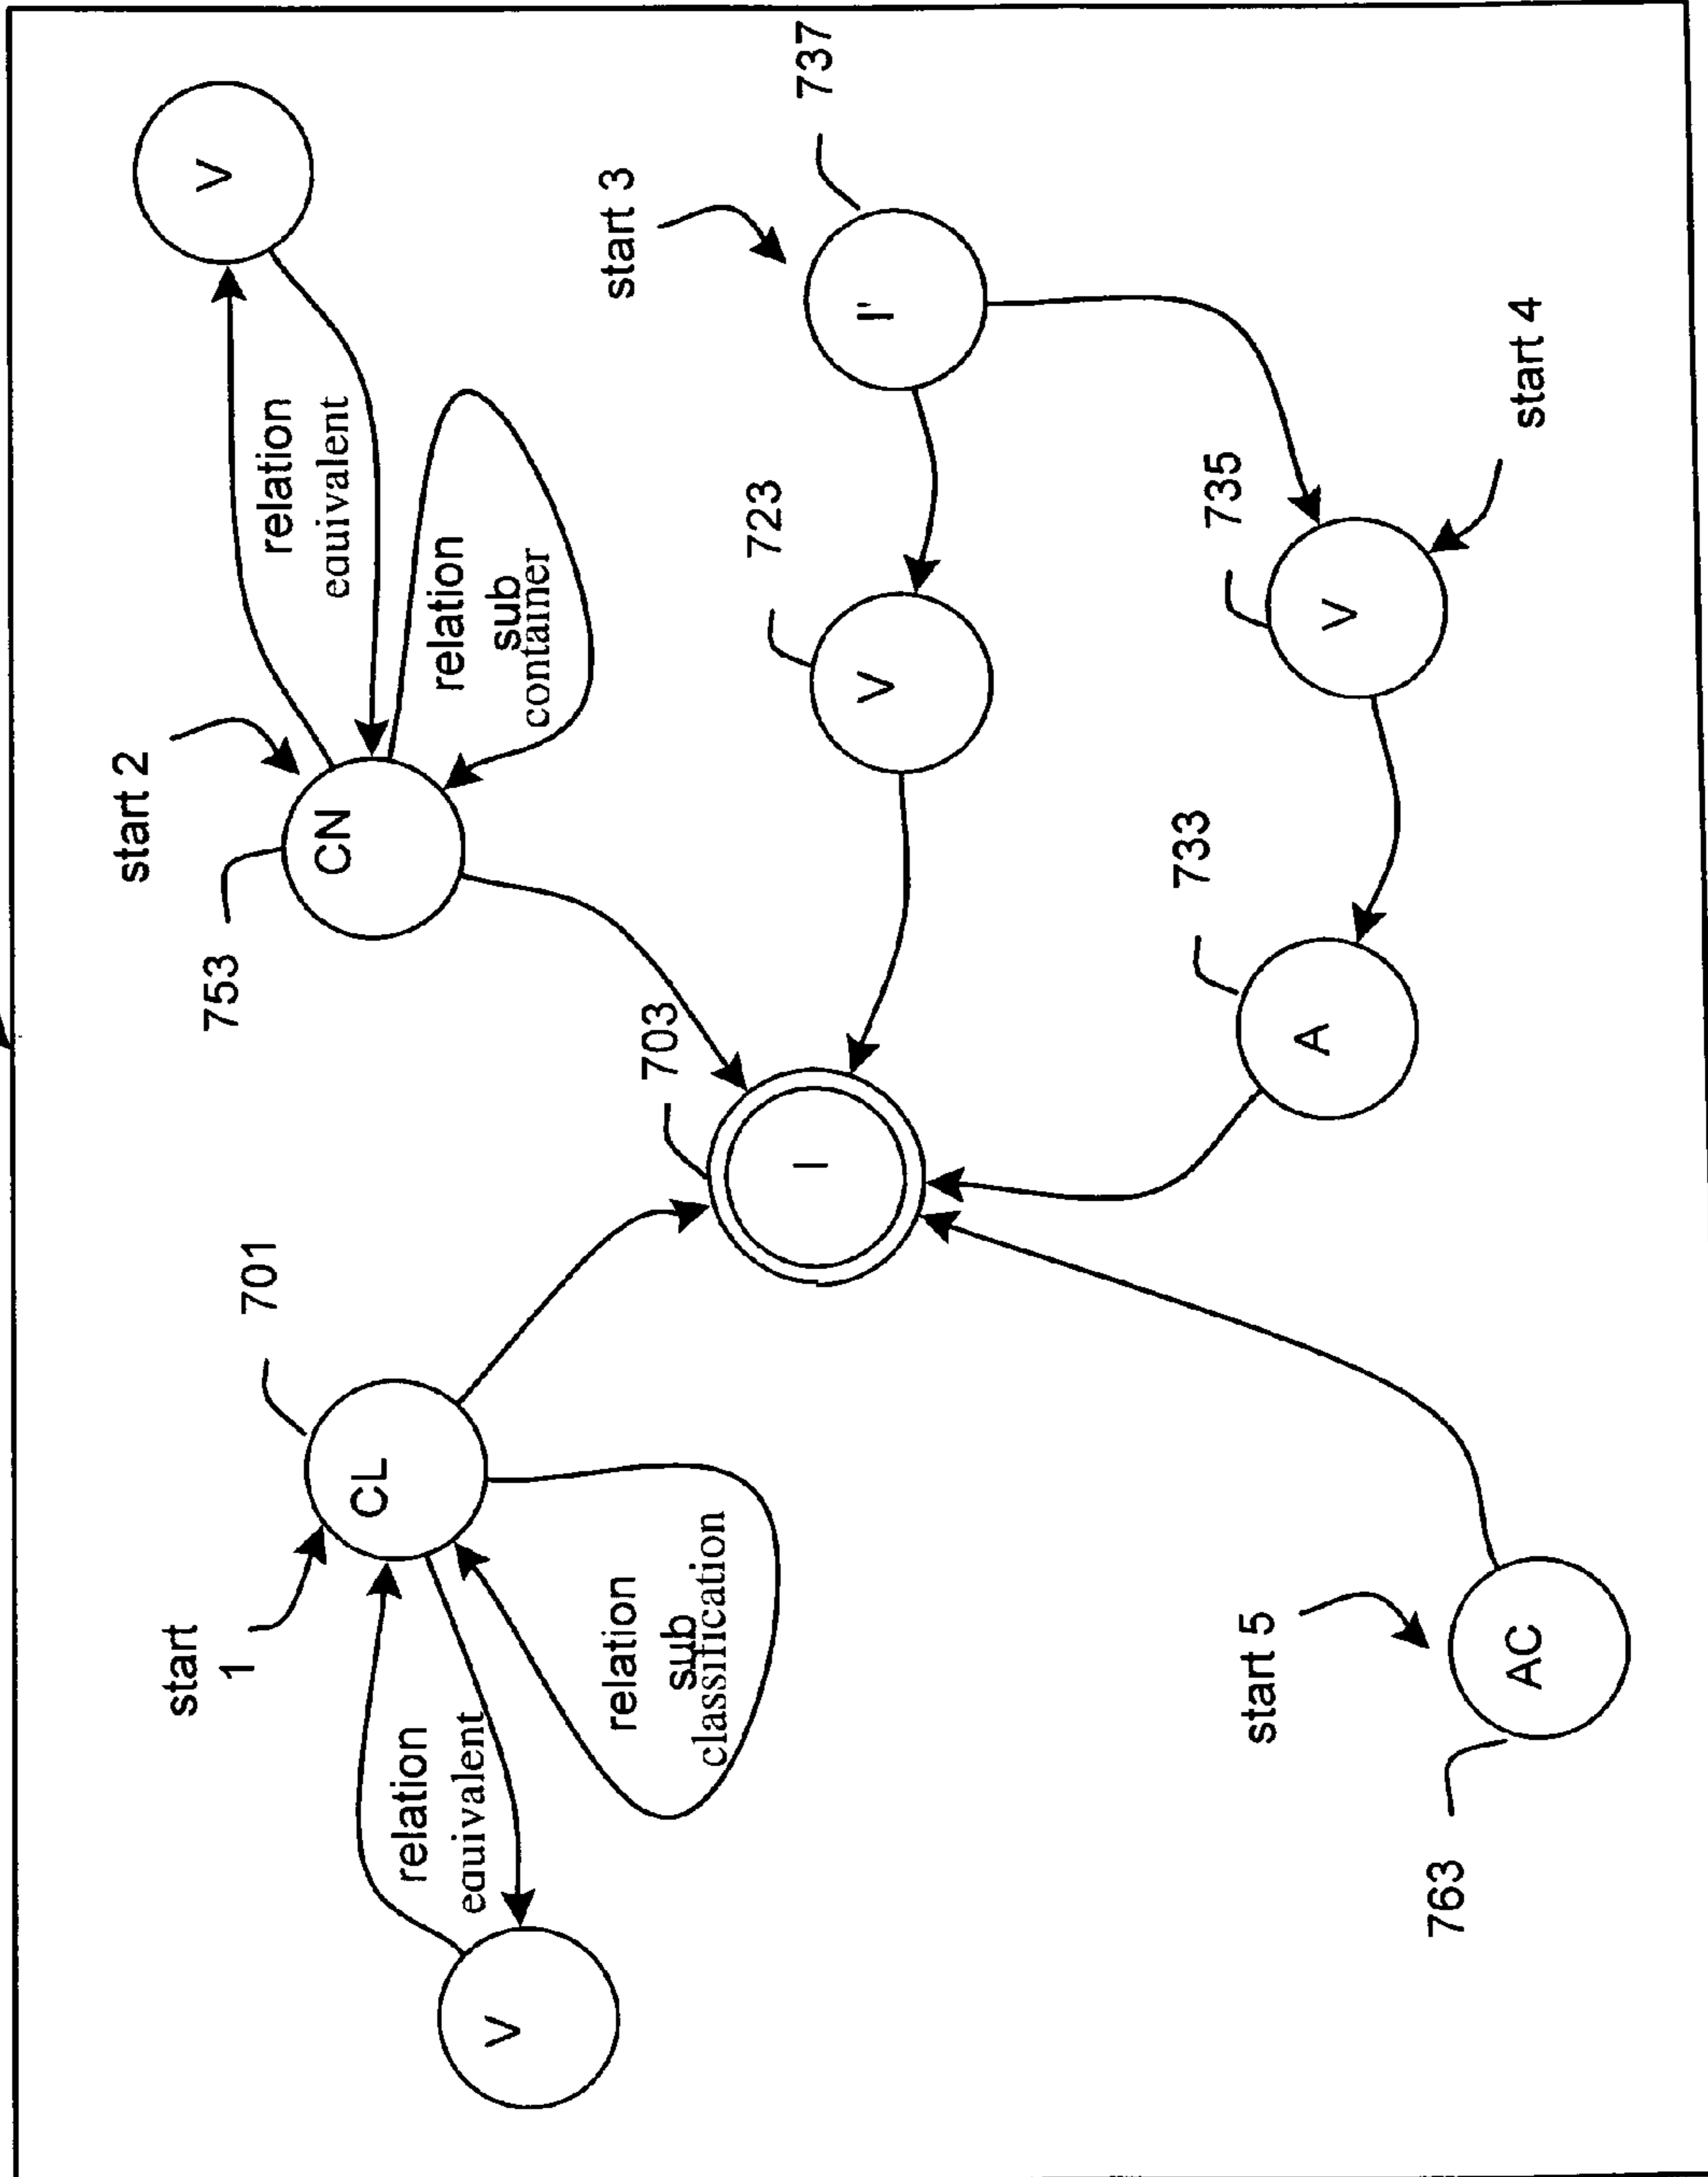 start
1
701
CL
relation
equivalent
V
relation
sub
classification
start 2
753
CN
relation
equivalent
V
relation
sub
container
703
I
start 3
737
I'
723
V
735
V
start 4
733
A
start 5
AC
763